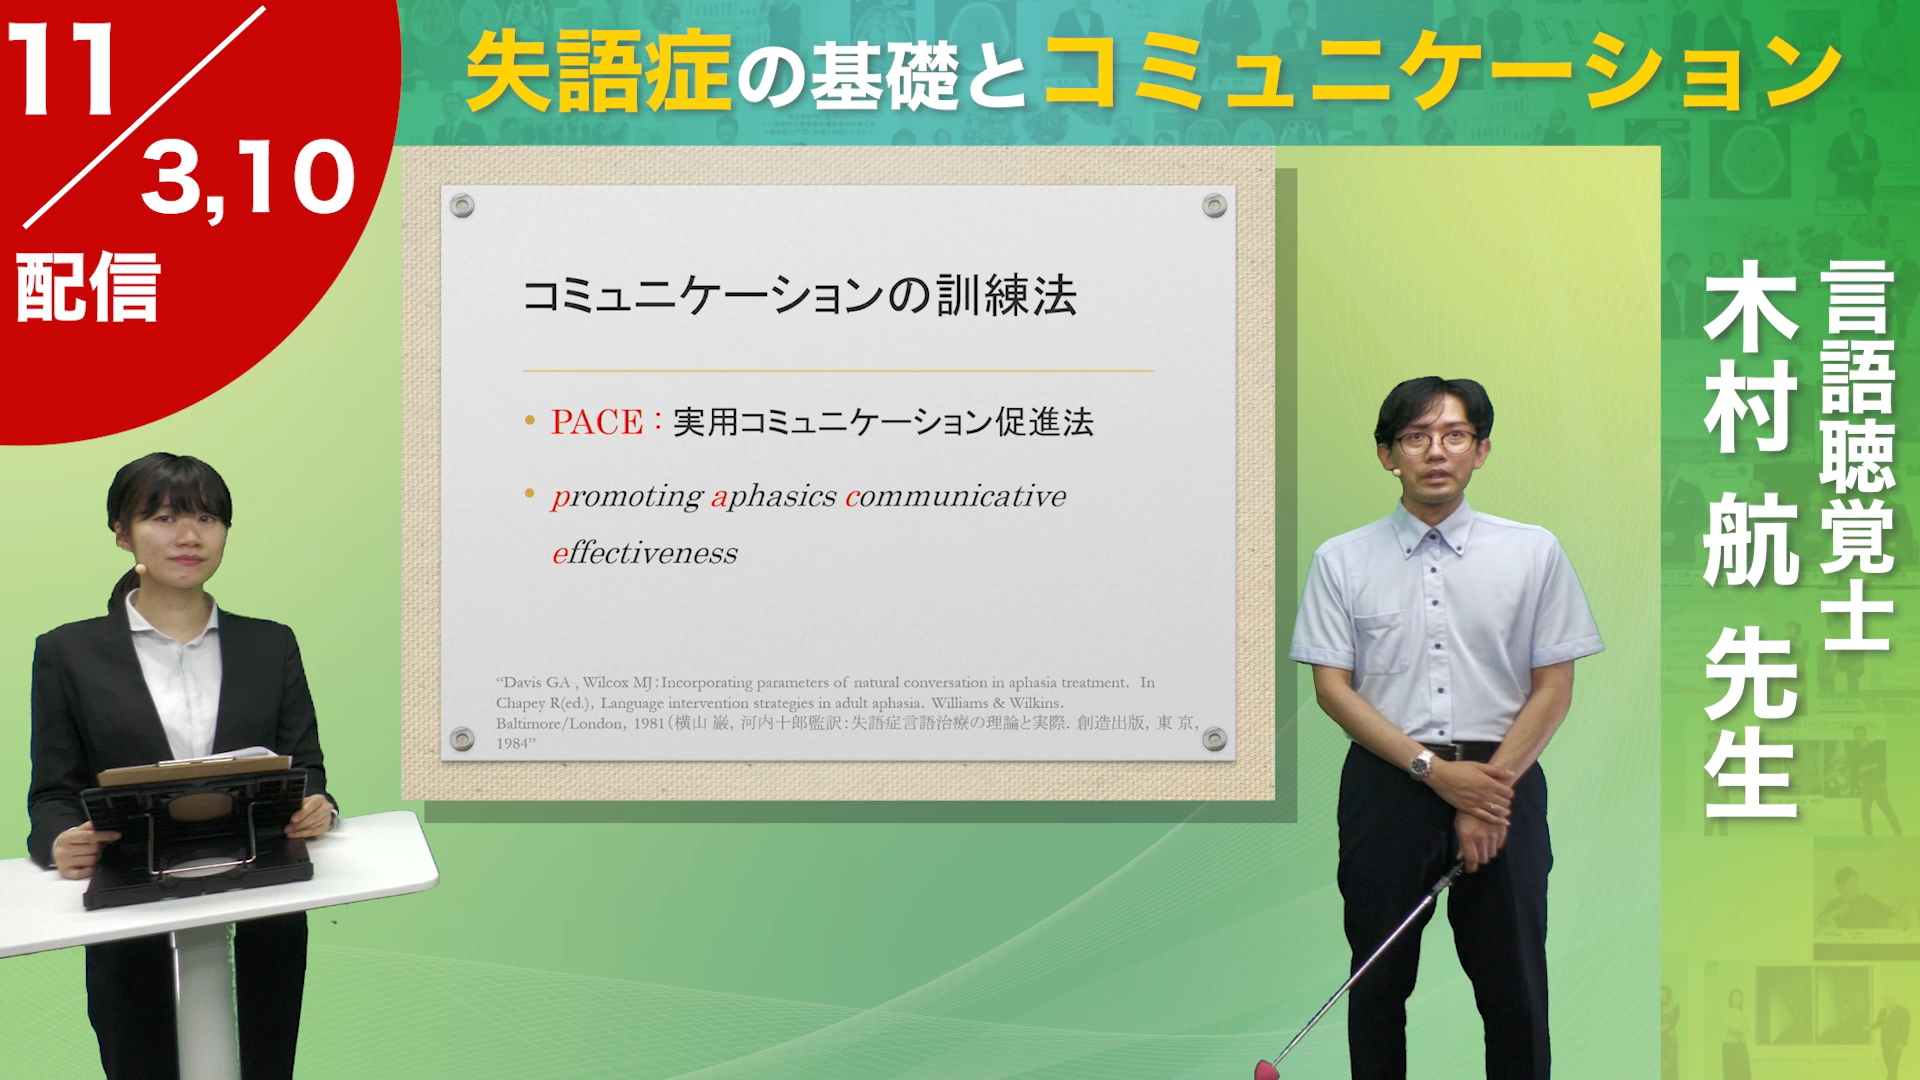 11/3,10
配信
失語症の基礎とコミュニケーション
コミュニケーションの訓練法
• PACE：実用コミュニケーション促進法
• promoting aphasics communicative
effectiveness
“Davis GA , Wilcox MJ：Incorporating parameters of natural conversation in aphasia treatment. In
Chapey R(ed.), Language intervention strategies in adult aphasia. Williams & Wilkins.
Baltimore/London, 1981（横山 巌, 河内十郎監訳：失語症言語治療の理論と実際. 創造出版, 東 京,
1984”
言語聴覚士
木村 航 先生